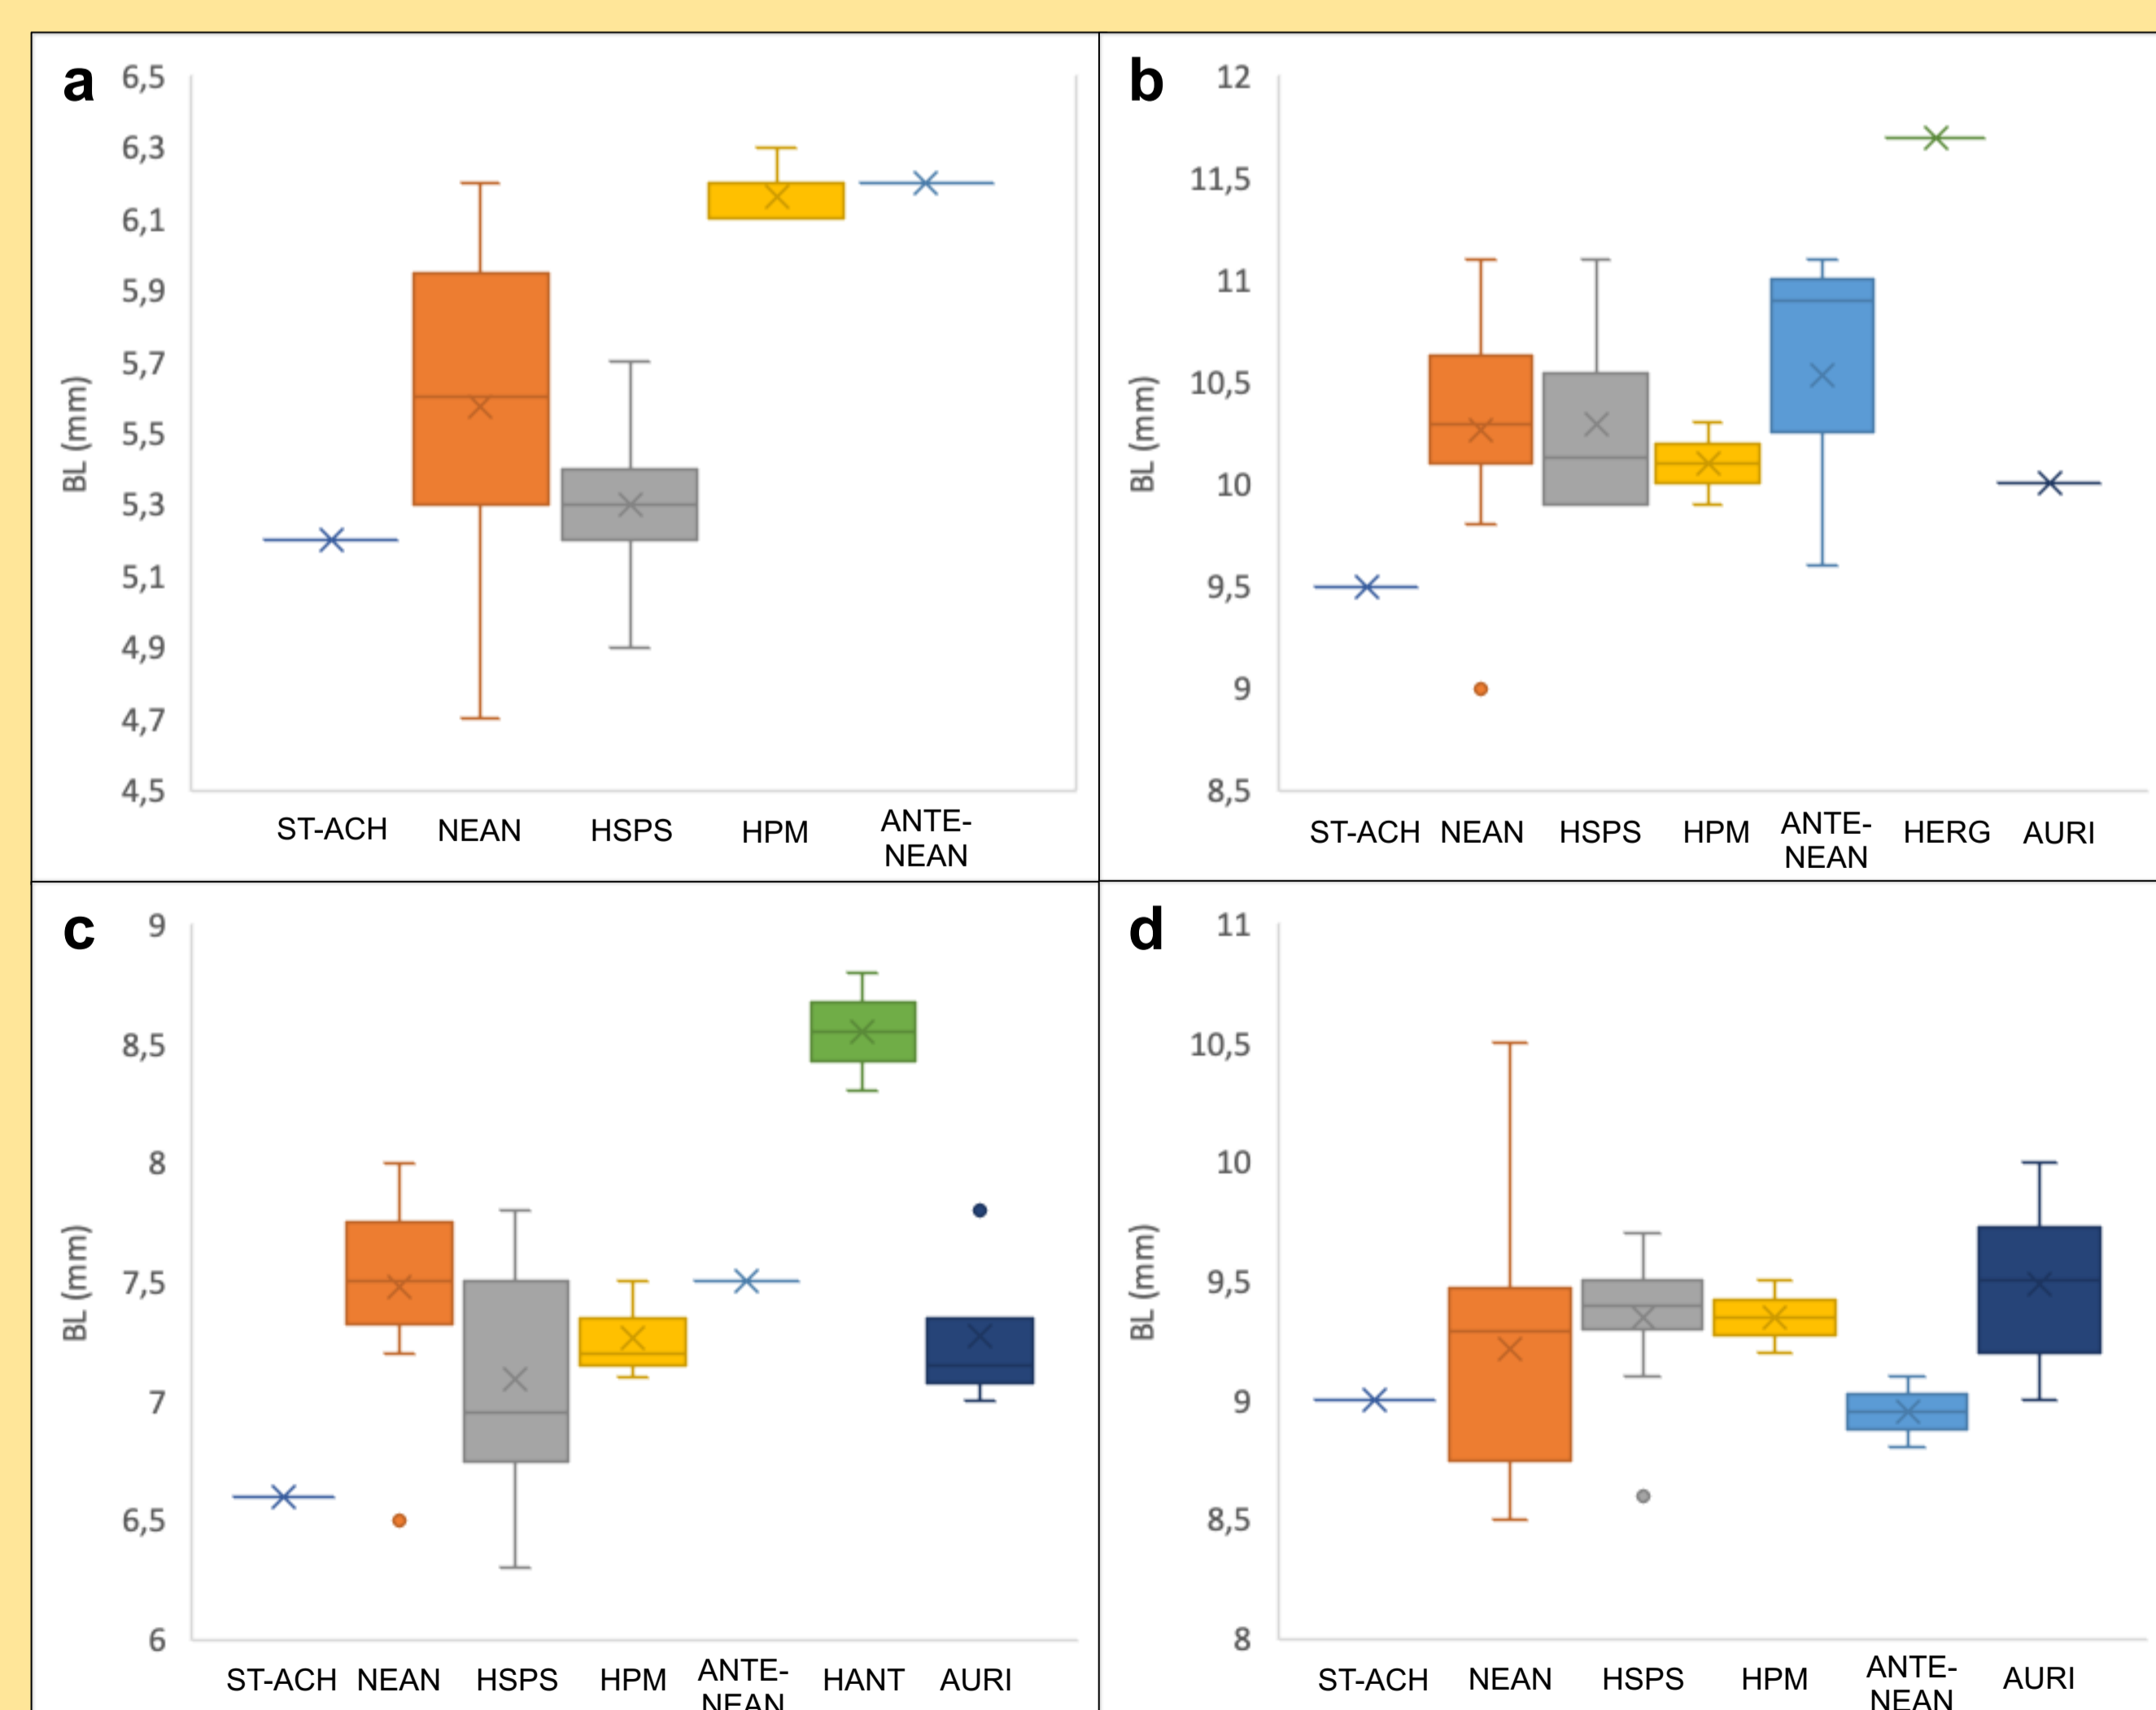 a
6,5
6,3
6,1
5,9
5,7
5,5
5,3
5,1
4,9
4,7
4,5
BL (mm)
ST-ACH NEAN HSPS HPM ANTE-
NEAN
b
12
11,5
11
10,5
10
9,5
9
8,5
BL (mm)
ST-ACH NEAN HSPS HPM ANTE- HERG AURI
NEAN
c
9
8,5
8
7,5
7
6,5
6
BL (mm)
ST-ACH NEAN HSPS HPM ANTE- HANT AURI
NEAN
d
11
10,5
10
9,5
9
8,5
8
BL (mm)
ST-ACH NEAN HSPS HPM ANTE- AURI
NEAN